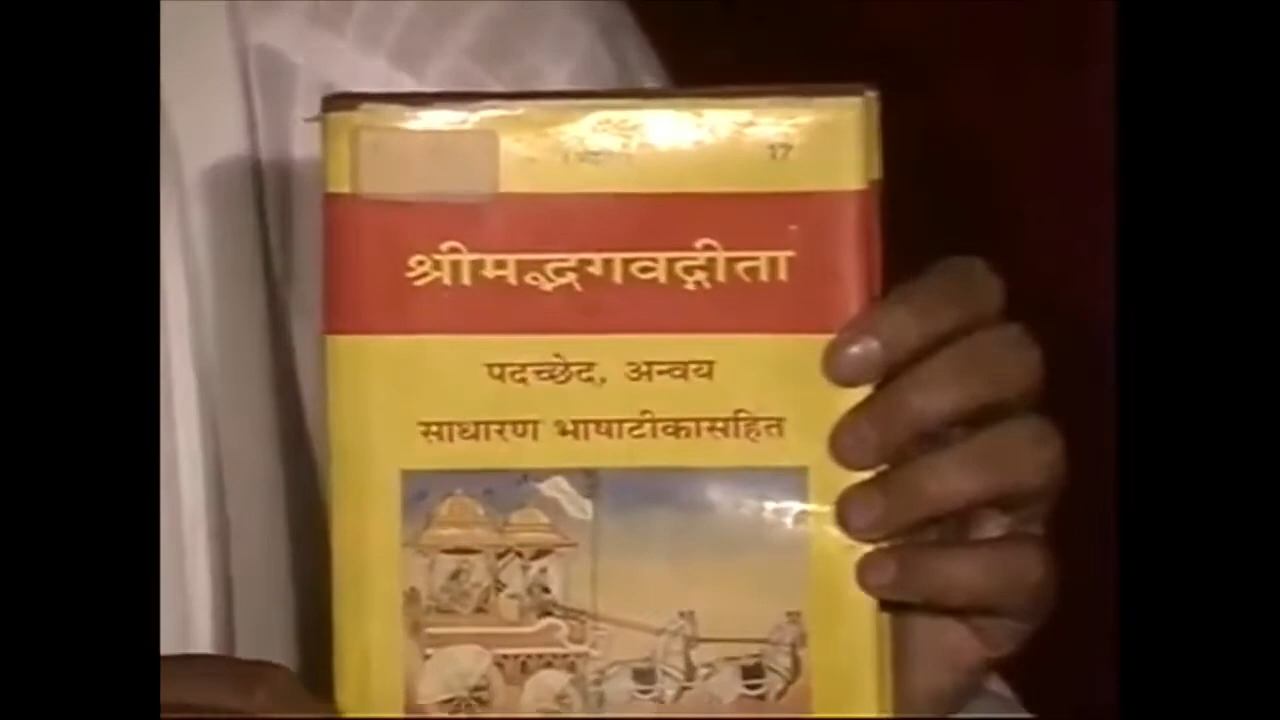 17
श्रीमद्भगवद्गीता
पदच्छेद, अन्वय
साधारण भाषाटीकासहित